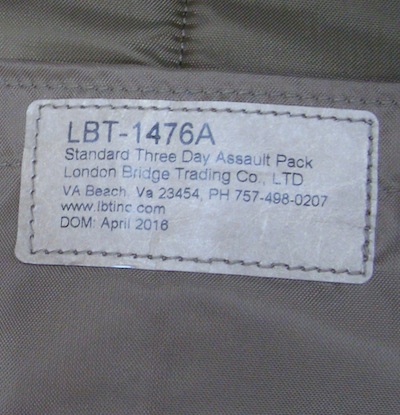 LBT-1476A
Standard Three Day Assault Pack
London Bridge Trading Co., LTD
VA Beach, Va 23454, PH 757-498-0207
www.lbtinc.com
DOM: April 2016